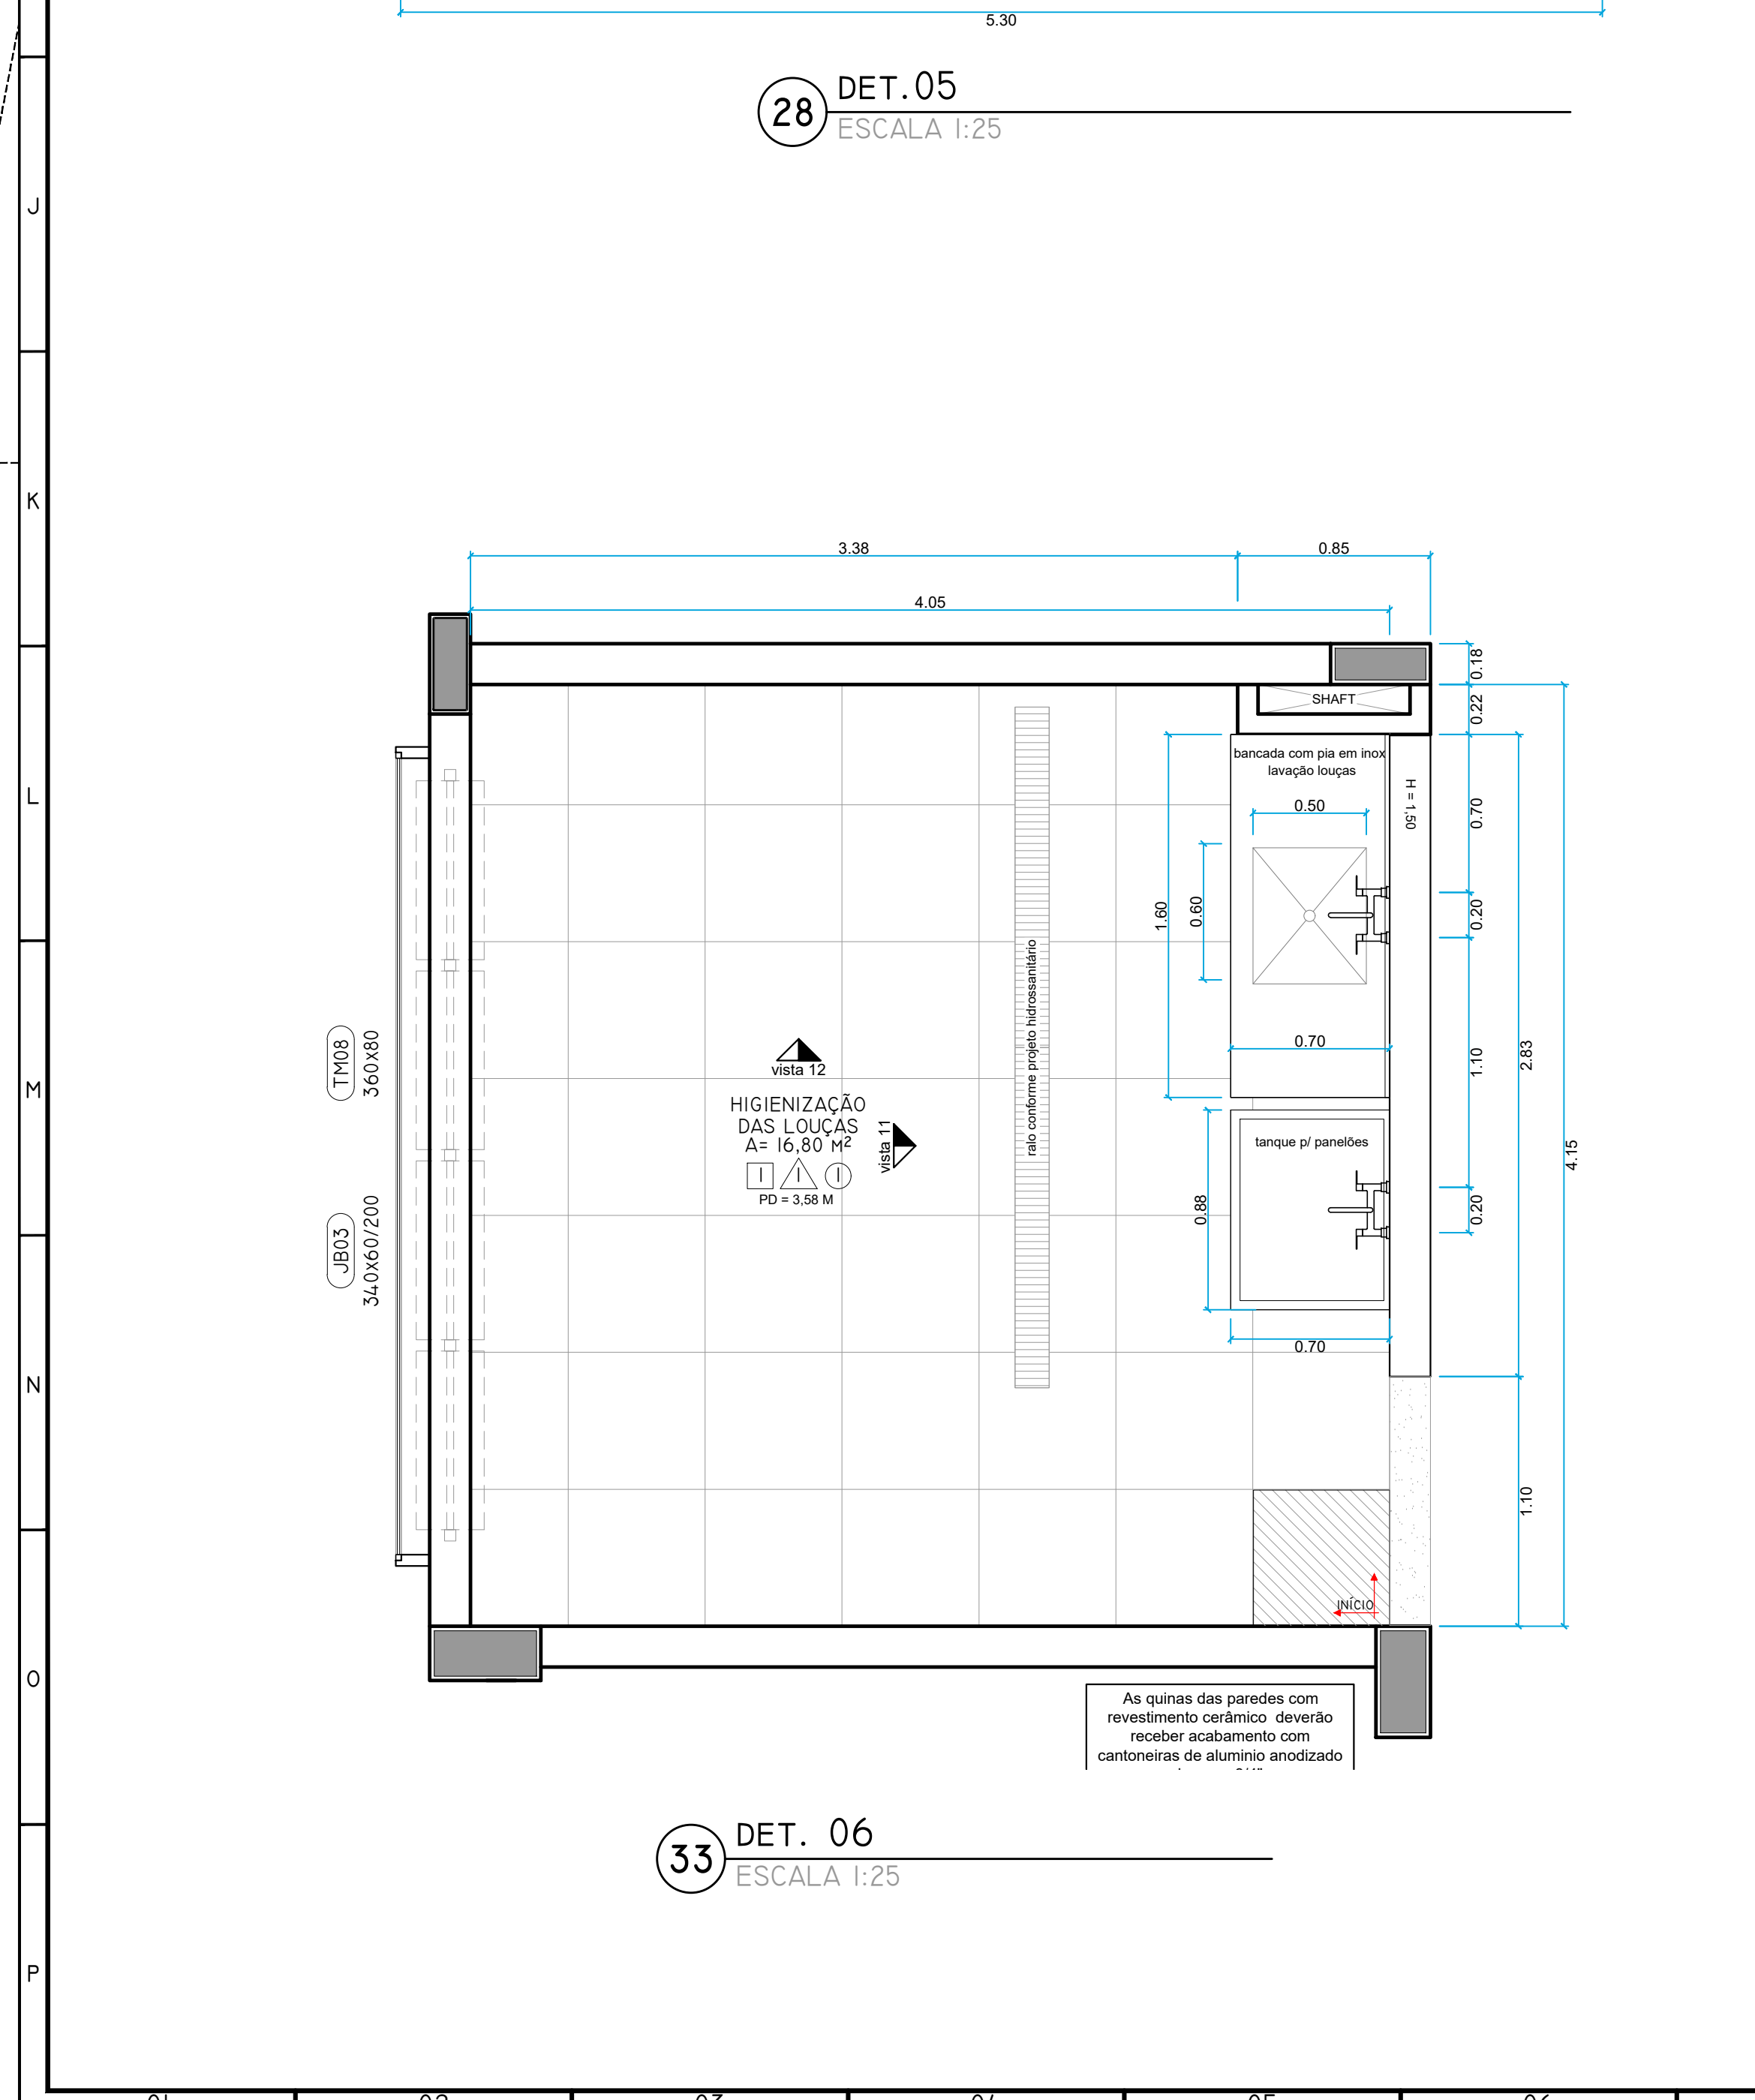 5.30
28
DET.05
ESCALA 1:25
J
K
L
M
N
O
P
3.38
0.85
4.05
0.18
SHAFT
0.22
bancada com pia em inox
lavação louças
H = 1,50
0.70
0.50
1.60
0.60
0.20
0.70
1.10
2.83
4.15
ralo conforme projeto hidrossanitário
TM08
360x80
vista 12
HIGIENIZAÇÃO
DAS LOUÇAS
A= 16,80 M²
I I I
PD = 3,58 M
vista 11
tanque p/ panelões
0.88
0.20
JB03
340x60/200
0.70
1.10
INÍCIO
As quinas das paredes com
revestimento cerâmico deverão
receber acabamento com
cantoneiras de aluminio anodizado
33
DET. 06
ESCALA 1:25